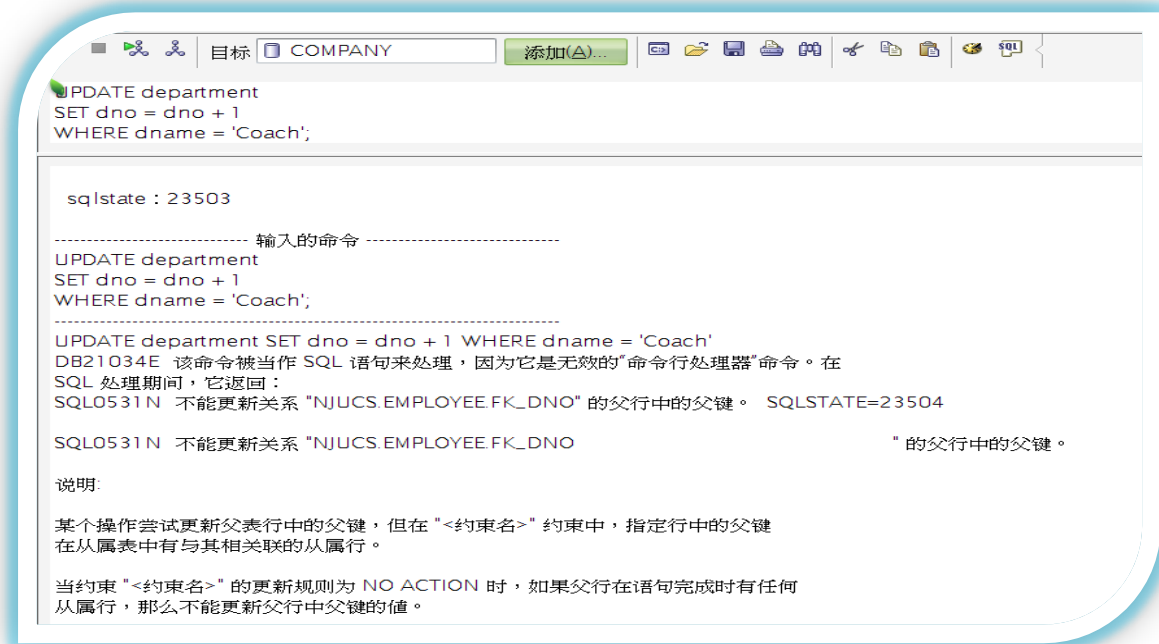 目标 COMPANY 添加(A)...
UPDATE department
SET dno = dno + 1
WHERE dname = 'Coach';
sqlstate：23503
------------------------------ 输入的命令 ------------------------------
UPDATE department
SET dno = dno + 1
WHERE dname = 'Coach';
------------------------------------------------------------------------------
UPDATE department SET dno = dno + 1 WHERE dname = 'Coach'
DB21034E 该命令被当作 SQL 语句来处理，因为它是无效的"命令行处理器"命令。在
SQL 处理期间，它返回：
SQL0531N 不能更新关系 "NJUCS.EMPLOYEE.FK_DNO" 的父行中的父键。 SQLSTATE=23504
SQL0531N 不能更新关系 "NJUCS.EMPLOYEE.FK_DNO " 的父行中的父键。
说明:
某个操作尝试更新父表行中的父键，但在 "<约束名>" 约束中，指定行中的父键
在从属表中有与其相关联的从属行。
当约束 "<约束名>" 的更新规则为 NO ACTION 时，如果父行在语句完成时有任何
从属行，那么不能更新父行中父键的值。